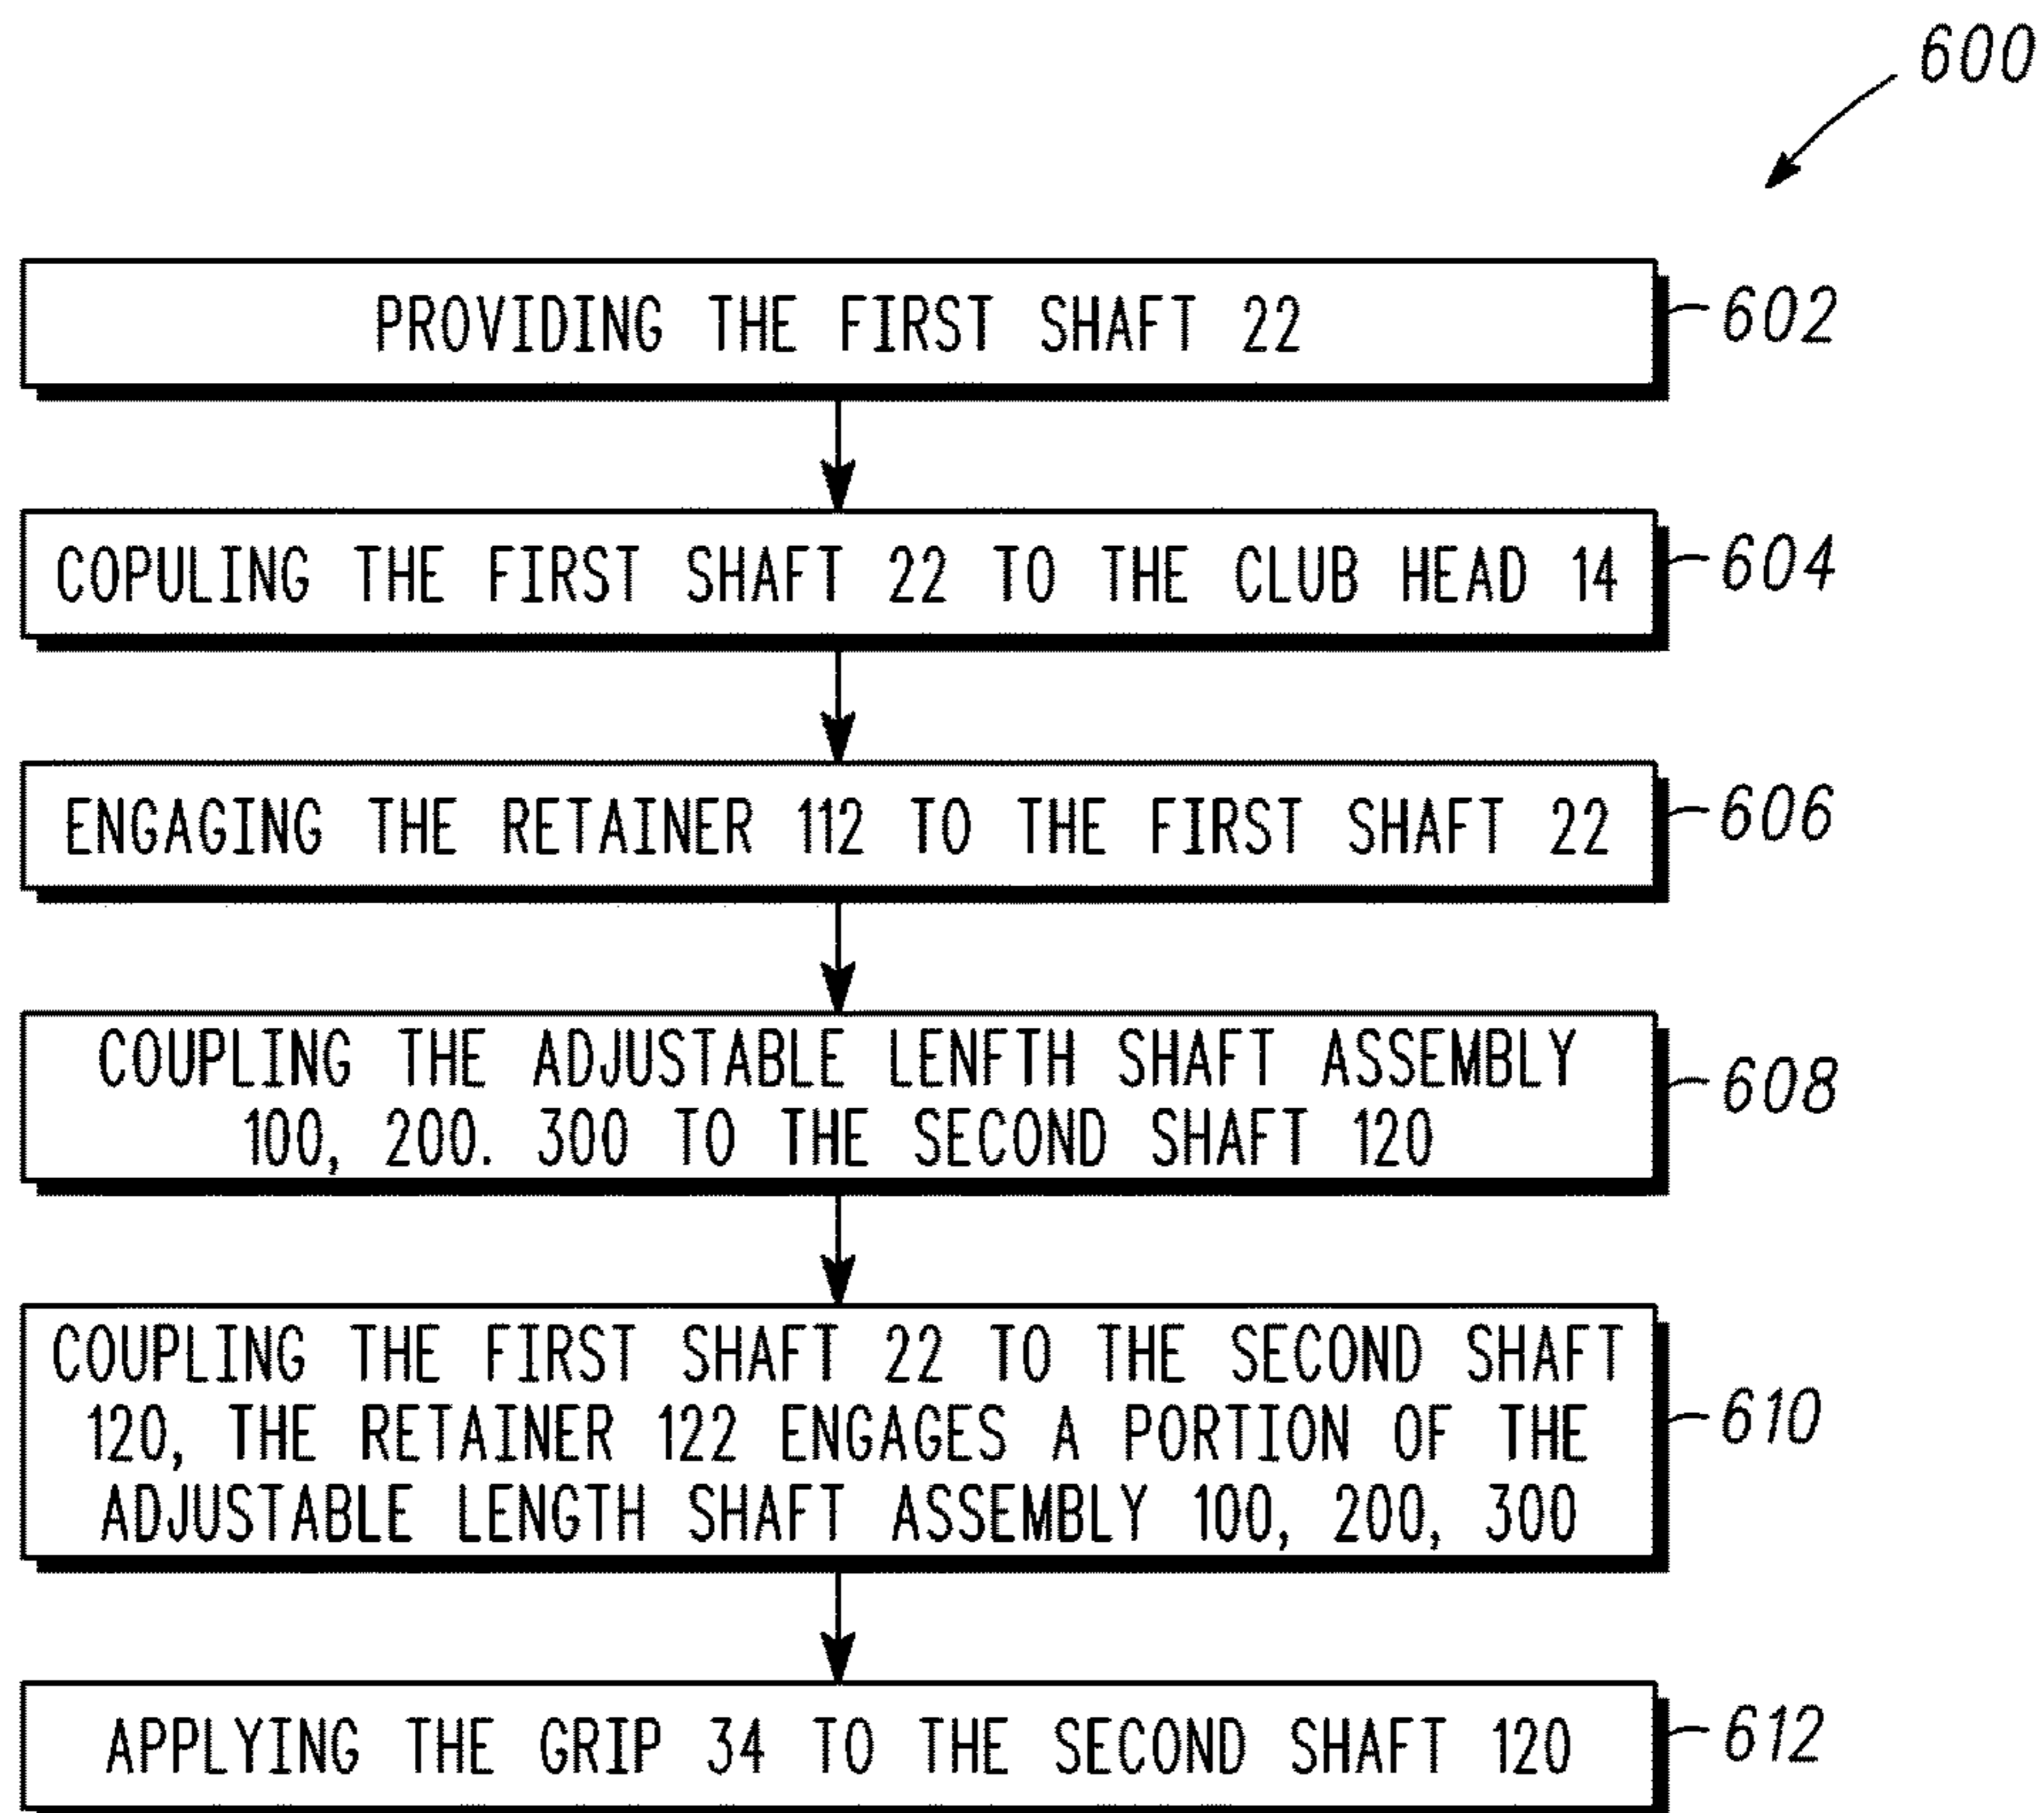 600
PROVIDING THE FIRST SHAFT 22
602
COPULING THE FIRST SHAFT 22 TO THE CLUB HEAD 14
604
ENGAGING THE RETAINER 112 TO THE FIRST SHAFT 22
606
COUPLING THE ADJUSTABLE LENFTH SHAFT ASSEMBLY
100, 200. 300 TO THE SECOND SHAFT 120
608
COUPLING THE FIRST SHAFT 22 TO THE SECOND SHAFT
120, THE RETAINER 122 ENGAGES A PORTION OF THE
ADJUSTABLE LENGTH SHAFT ASSEMBLY 100, 200, 300
610
APPLYING THE GRIP 34 TO THE SECOND SHAFT 120
612